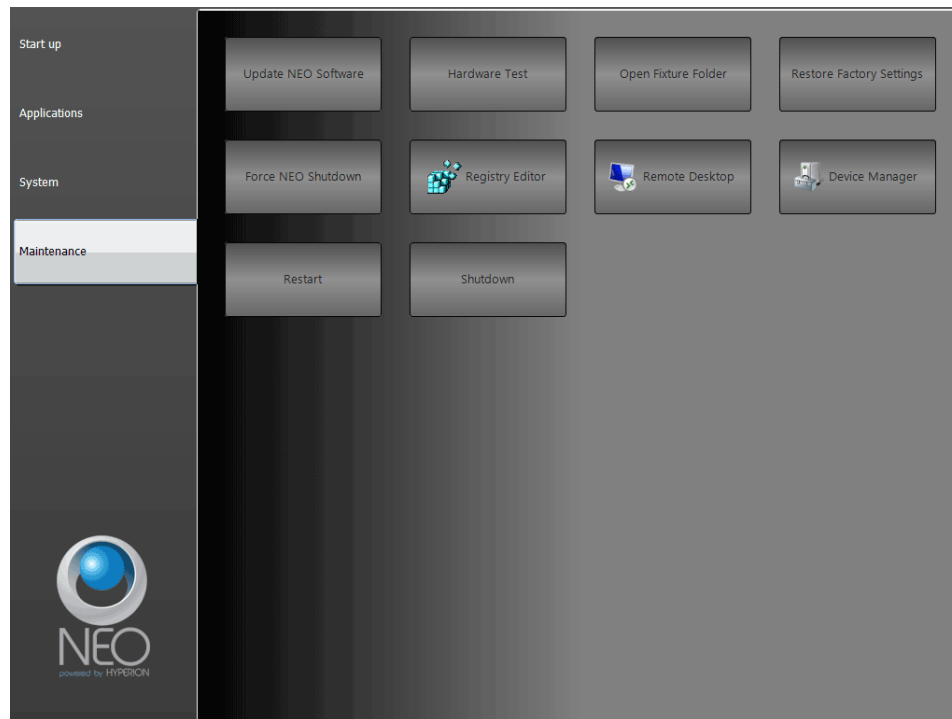 Start up
Applications
System
Maintenance
Update NEO Software
Hardware Test
Open Fixture Folder
Restore Factory Settings
Force NEO Shutdown
Registry Editor
Remote Desktop
Device Manager
Restart
Shutdown
NEO
powered by HYPERION